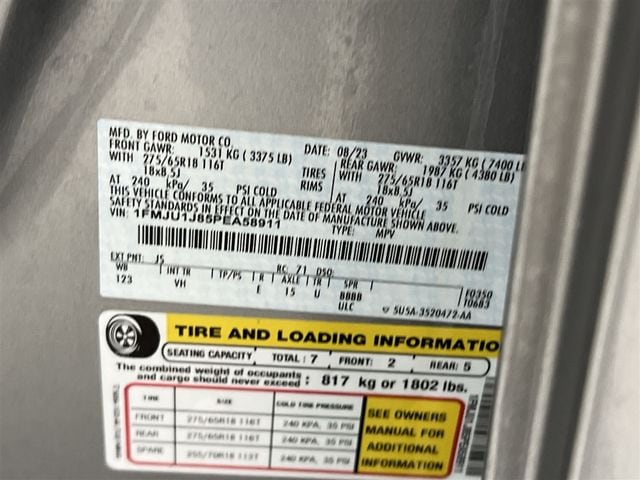 MFD. BY FORD MOTOR CO.
DATE: 08/23 GVWR: 3357 KG (7400 L
FRONT GAWR: 1531 KG (3375 LB)
REAR GAWR: 1987 KG (4380 LB)
WITH 275/65R18 116T TIRES 275/65R18 116T
18x8.5J RIMS 18x8.5J
AT 240 kPa/ 35 PSI COLD AT 240 kPa/ 35 PSI COLD
THIS VEHICLE CONFORMS TO ALL APPLICABLE FEDERAL MOTOR VEHICLE
SAFETY STANDARDS IN EFFECT ON THE DATE OF MANUFACTURE SHOWN ABOVE.
VIN: 1FMJU1J85PEA58911
TYPE: MPV
EXT PNT: JS RC: 71 DSO:
WB INT TR TP/PS R AXLE TR SPR
123 VH E 15 U BBBB
F0350
F0683
ULC 5U5A-3520472-AA
TIRE AND LOADING INFORMATIO
SEATING CAPACITY TOTAL: 7 FRONT: 2 REAR: 5
The combined weight of occupants
and cargo should never exceed : 817 kg or 1802 lbs.
TIRE SIZE COLD TIRE PRESSURE
FRONT 275/65R18 116T 240 KPA, 35 PSI
REAR 275/65R18 116T 240 KPA, 35 PSI
SPARE 255/70R18 113T 240 KPA, 35 PSI
SEE OWNERS
MANUAL FOR
ADDITIONAL
INFORMATION